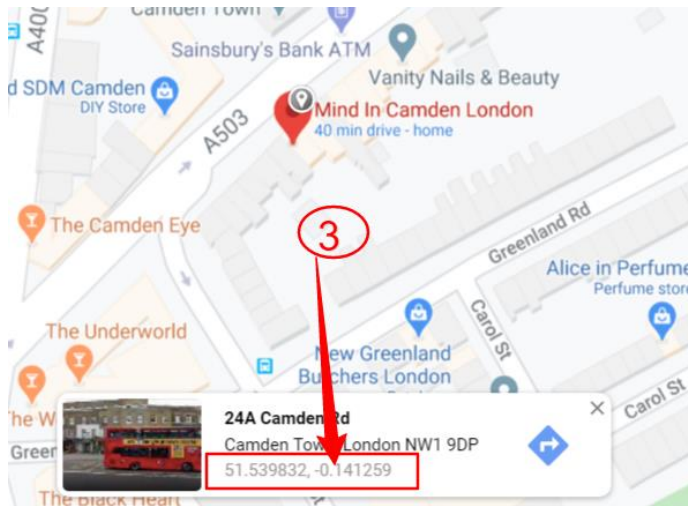 Camden Town
A400
Sainsbury's Bank ATM
Vanity Nails & Beauty
d SDM Camden
DIY Store
Mind In Camden London
40 min drive - home
A503
The Camden Eye
3
Greenland Rd
Alice in Perfume
Perfume store
Carol St
The Underworld
New Greenland
Butchers London
The W
Carol St
Green
24A Camden Rd
Camden Town, London NW1 9DP
51.539832, -0.141259
The Black Heart